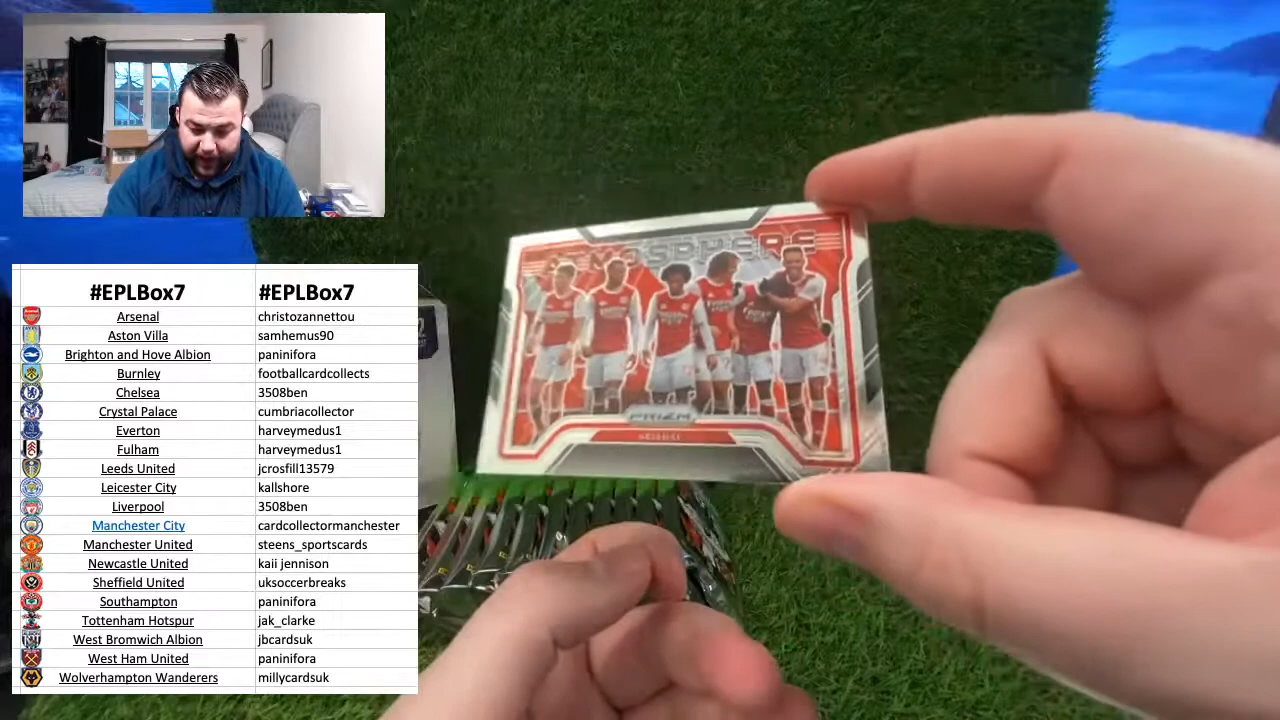 #EPLBox7 #EPLBox7
Arsenal christozannettou
Aston Villa samhemus90
Brighton and Hove Albion paninifora
Burnley footballcardcollects
Chelsea 3508ben
Crystal Palace cumbriacollector
Everton harveymedus1
Fulham harveymedus1
Leeds United jcrosfill13579
Leicester City kallshore
Liverpool 3508ben
Manchester City cardcollectormanchester
Manchester United steens_sportscards
Newcastle United kaii jennison
Sheffield United uksoccerbreaks
Southampton paninifora
Tottenham Hotspur jak_clarke
West Bromwich Albion jbcardsuk
West Ham United paninifora
Wolverhampton Wanderers millycardsuk
PRIZM